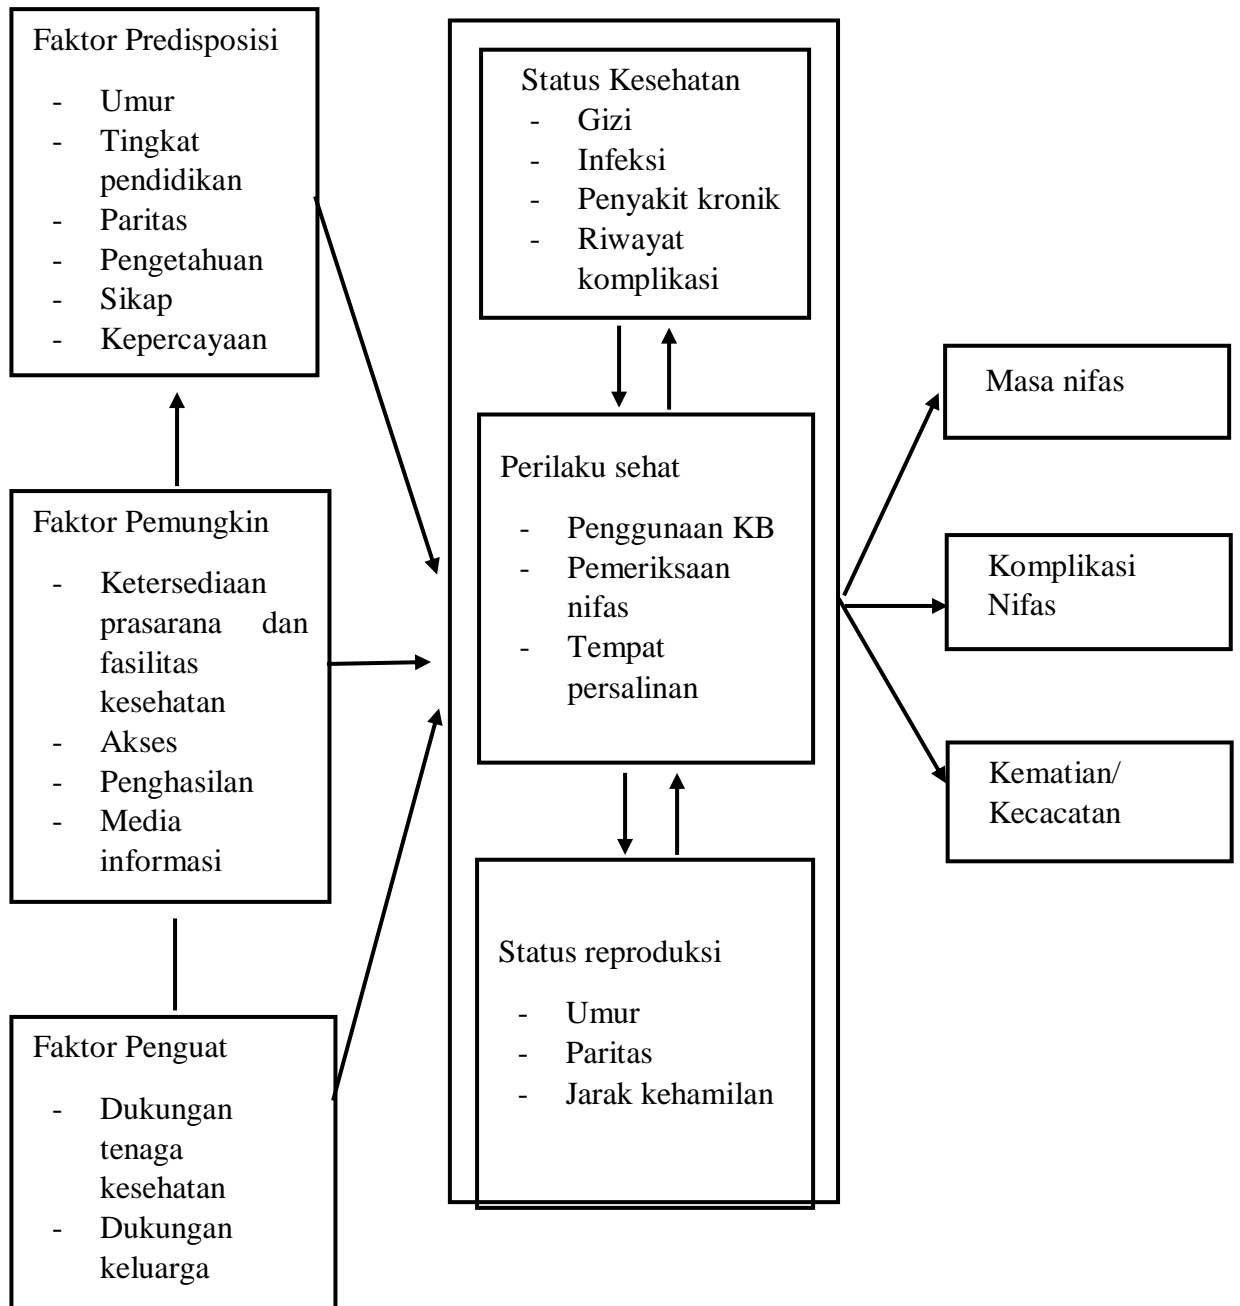 Faktor Predisposisi
- Umur
- Tingkat
pendidikan
- Paritas
- Pengetahuan
- Sikap
- Kepercayaan
Faktor Pemungkin
- Ketersediaan
prasarana dan
fasilitas
kesehatan
- Akses
- Penghasilan
- Media
informasi
Faktor Penguat
- Dukungan
tenaga
kesehatan
- Dukungan
keluarga
Status Kesehatan
- Gizi
- Infeksi
- Penyakit kronik
- Riwayat
komplikasi
Perilaku sehat
- Penggunaan KB
- Pemeriksaan
nifas
- Tempat
persalinan
Status reproduksi
- Umur
- Paritas
- Jarak kehamilan
Masa nifas
Komplikasi
Nifas
Kematian/
Kecacatan